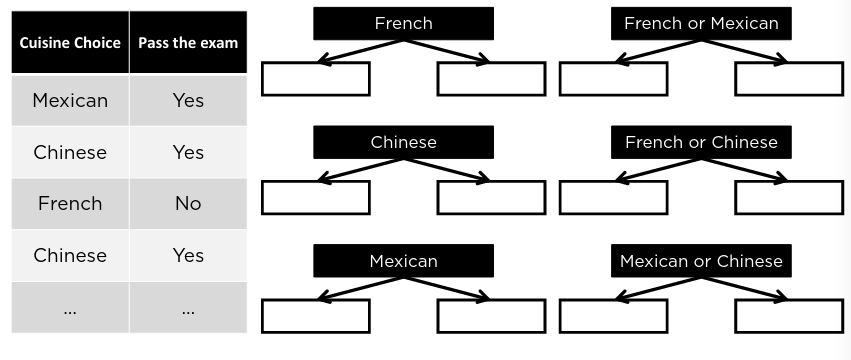 Cuisine Choice Pass the exam
Mexican Yes
Chinese Yes
French No
Chinese Yes
... ...
French
French or Mexican
Chinese
French or Chinese
Mexican
Mexican or Chinese